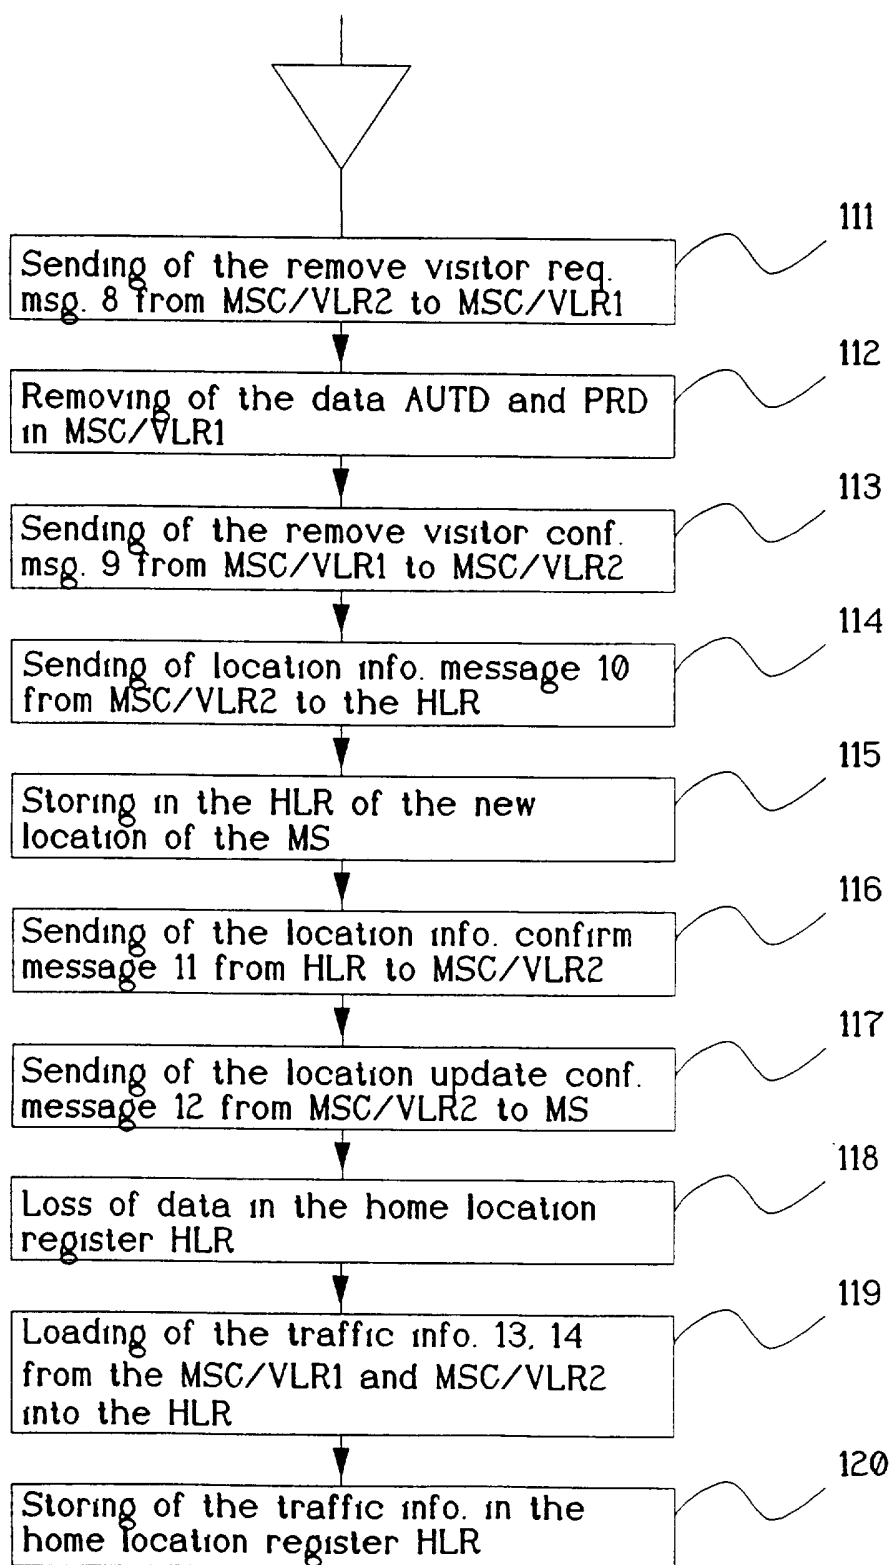 111
Sending of the remove visitor req.
msg. 8 from MSC/VLR2 to MSC/VLR1
112
Removing of the data AUTD and PRD
in MSC/VLR1
113
Sending of the remove visitor conf.
msg. 9 from MSC/VLR1 to MSC/VLR2
114
Sending of location info. message 10
from MSC/VLR2 to the HLR
115
Storing in the HLR of the new
location of the MS
116
Sending of the location info. confirm
message 11 from HLR to MSC/VLR2
117
Sending of the location update conf.
message 12 from MSC/VLR2 to MS
118
Loss of data in the home location
register HLR
119
Loading of the traffic info. 13, 14
from the MSC/VLR1 and MSC/VLR2
into the HLR
120
Storing of the traffic info. in the
home location register HLR